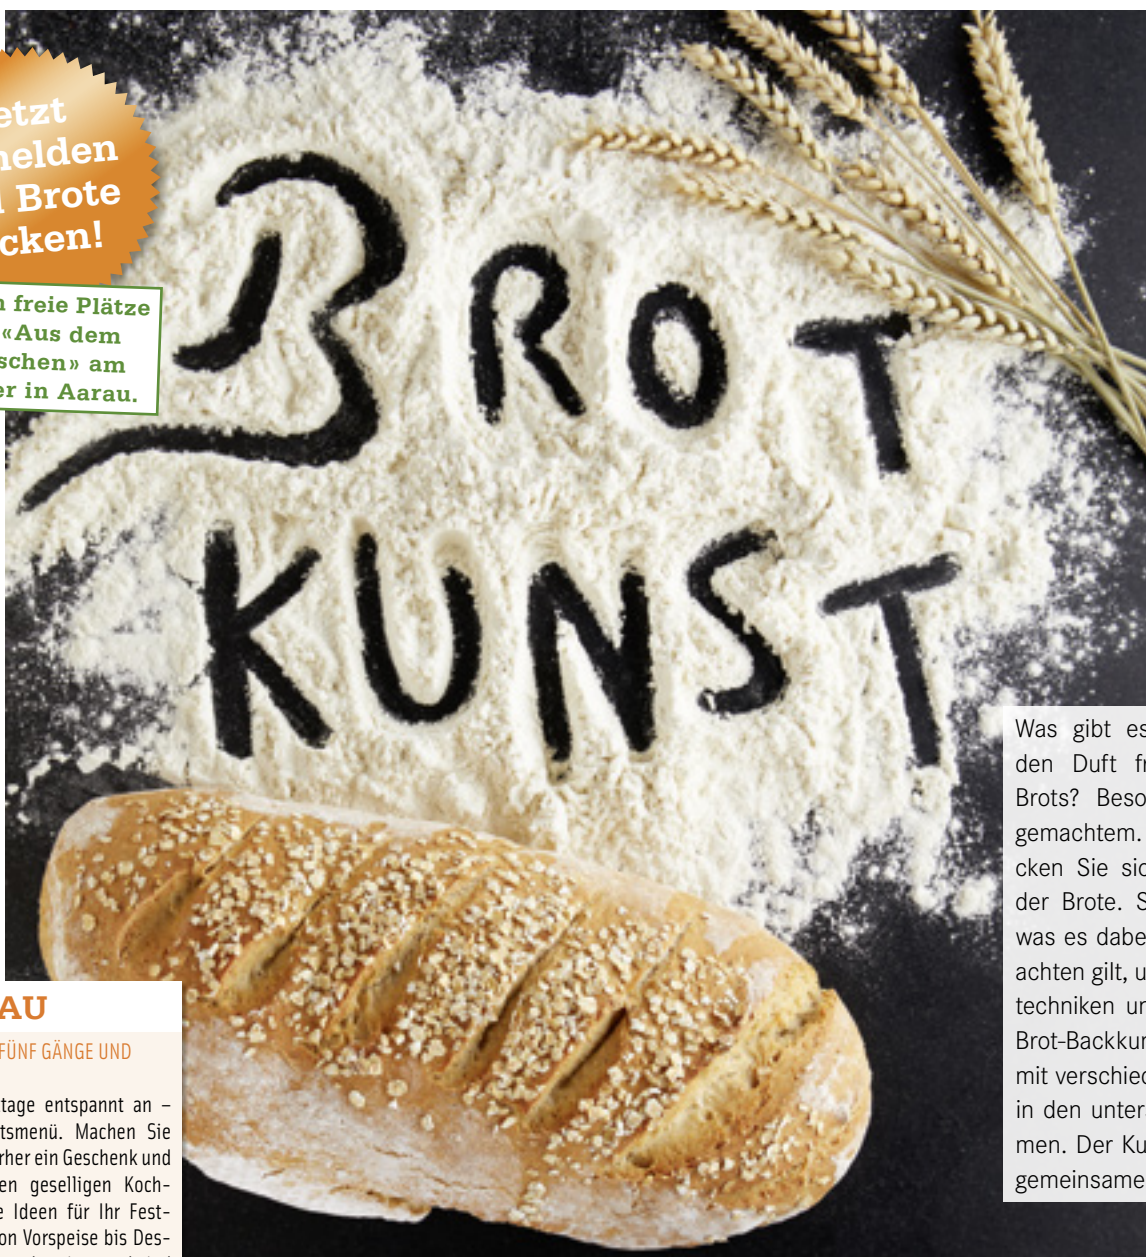 etzt
nelden
Brote
cken!
freie Plätze
«Aus dem
schen» am
er in Aarau.
BROT
KUNST
Was gibt es
den Duft fr
Brots? Beso
gemachtem.
cken Sie sic
der Brote. S
was es dabe
achten gilt, u
techniken un
Brot-Backkur
mit verschied
in den unter
men. Der Ku
gemeinsame
AU
FÜNF GÄNGE UND
tage entspannt an –
tsmenü. Machen Sie
rher ein Geschenk und
en geselligen Koch-
e Ideen für Ihr Fest-
on Vorspeise bis Des-